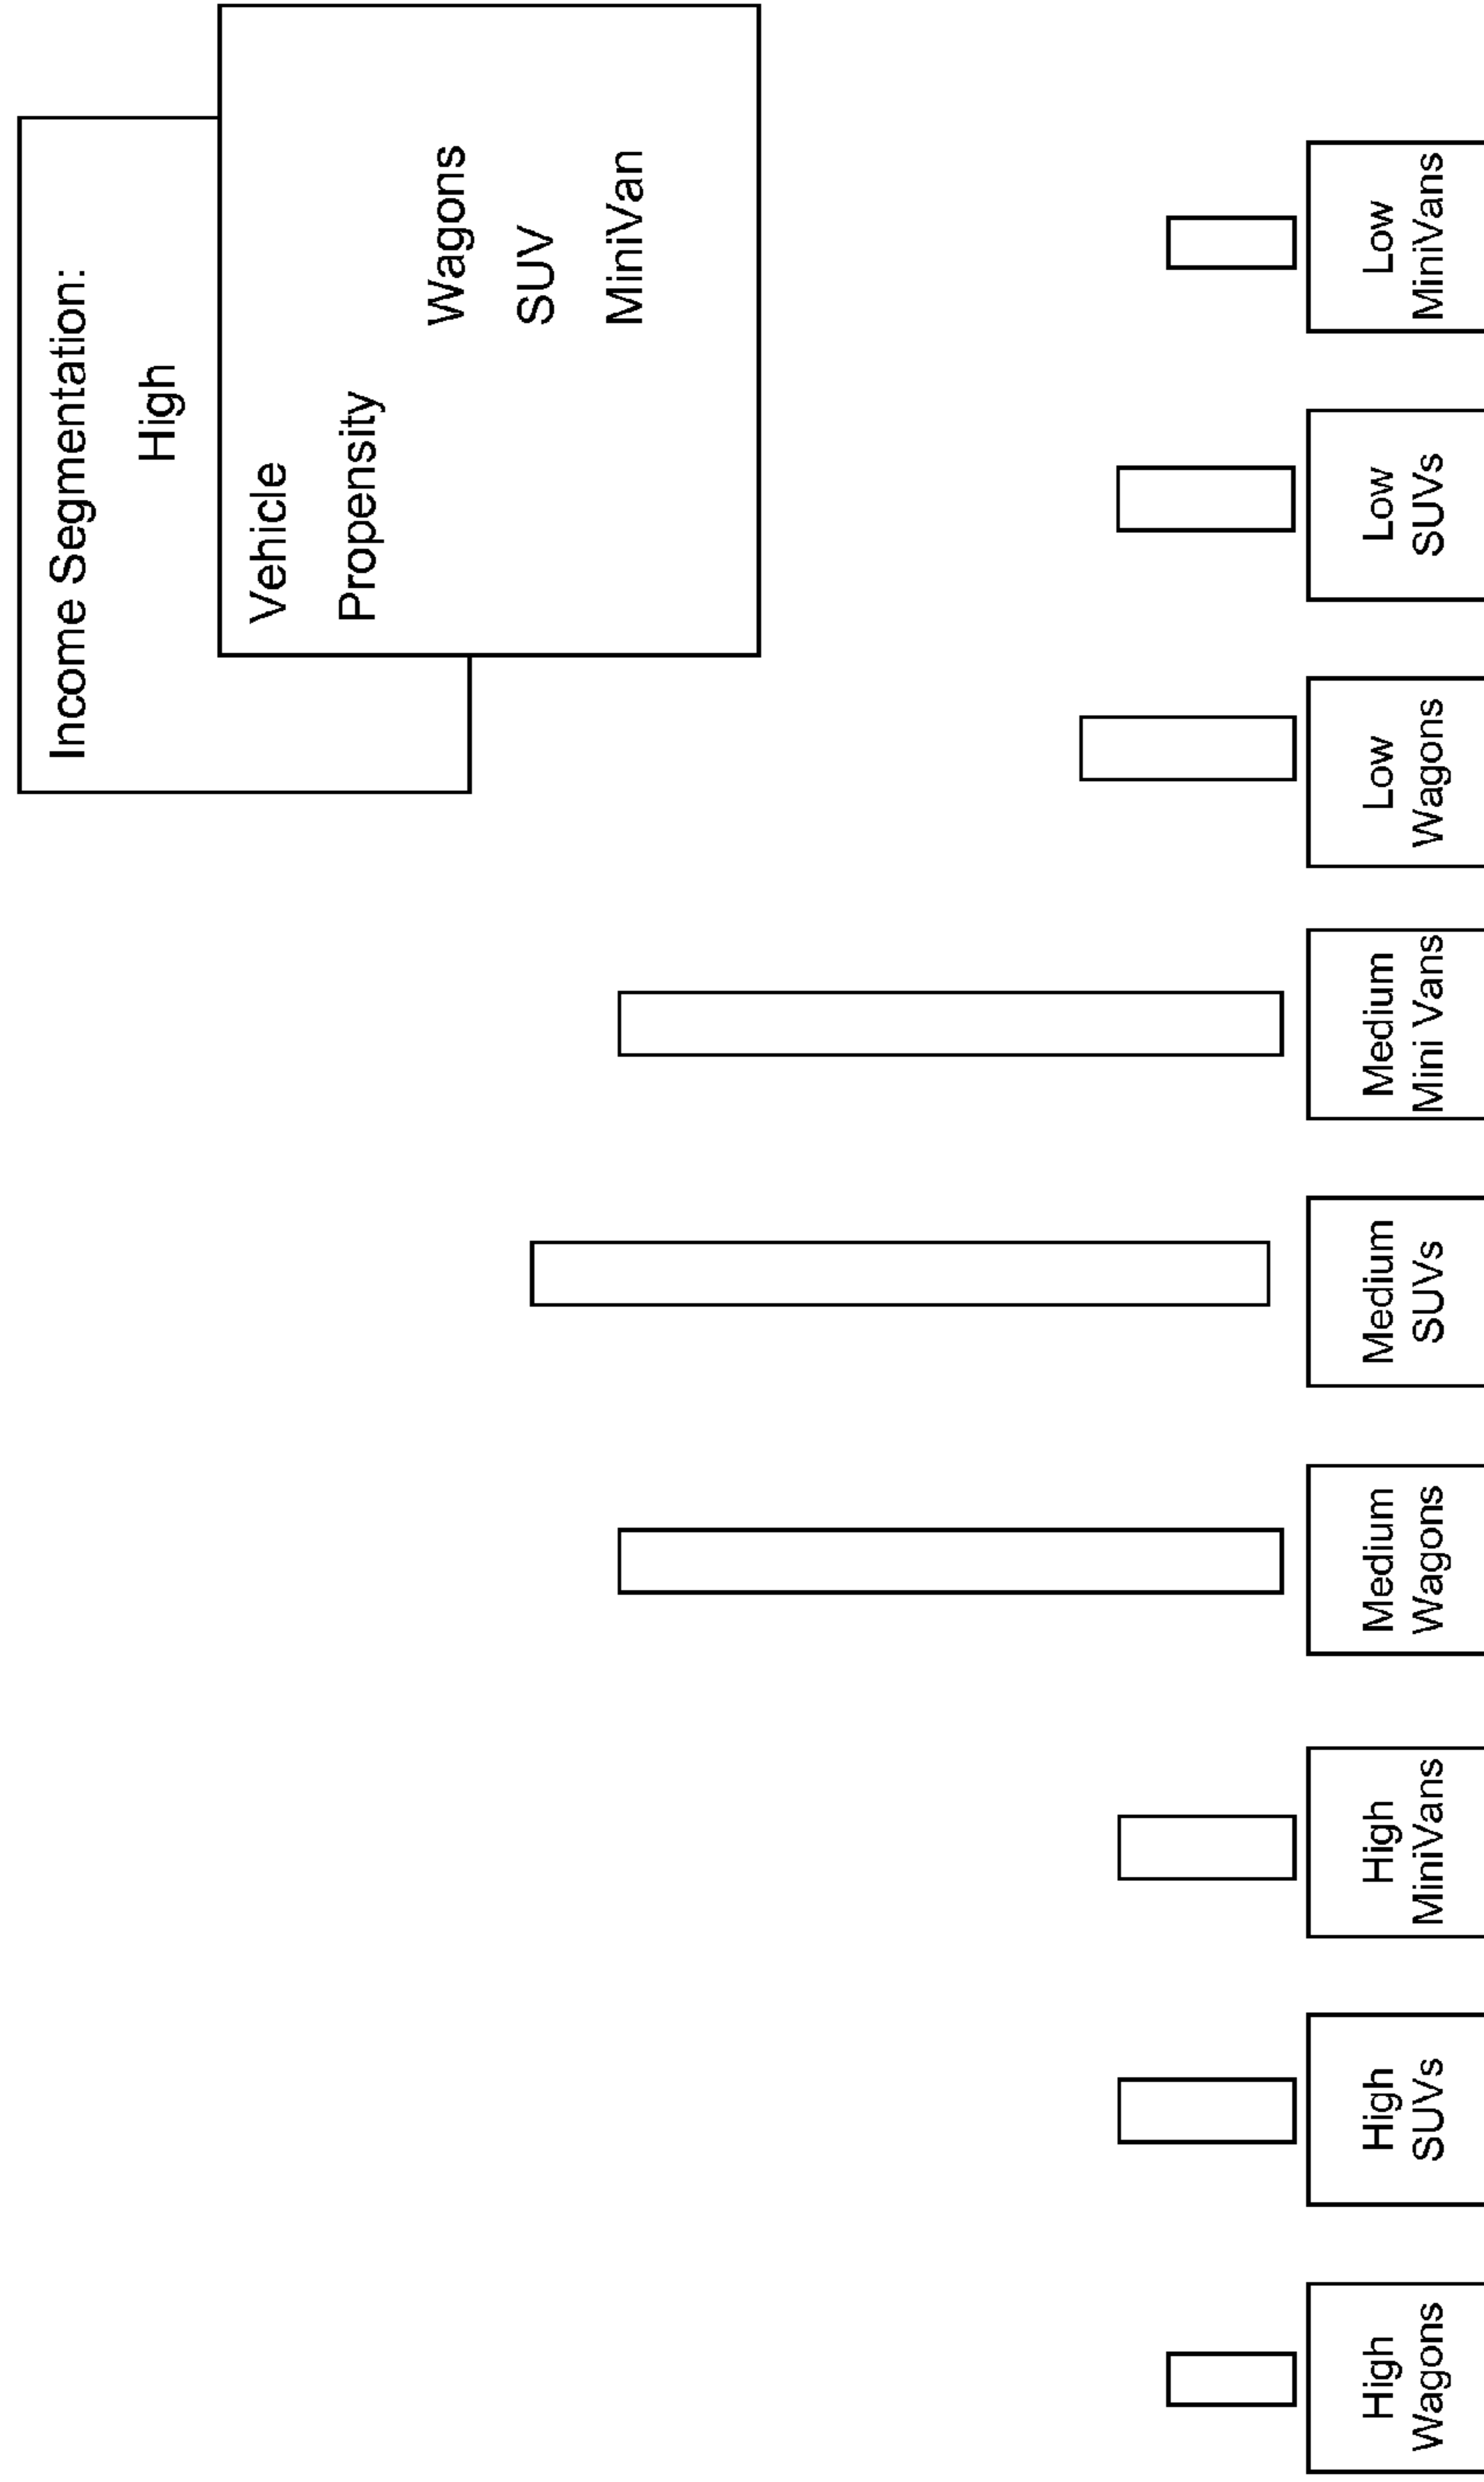 Income Segmentation:
High
Vehicle
Propensity
Wagons
SUV
MiniVan
High
Wagons
High
SUVs
High
MiniVans
Medium
Wagons
Medium
SUVs
Medium
Mini Vans
Low
Wagons
Low
SUVs
Low
MiniVans